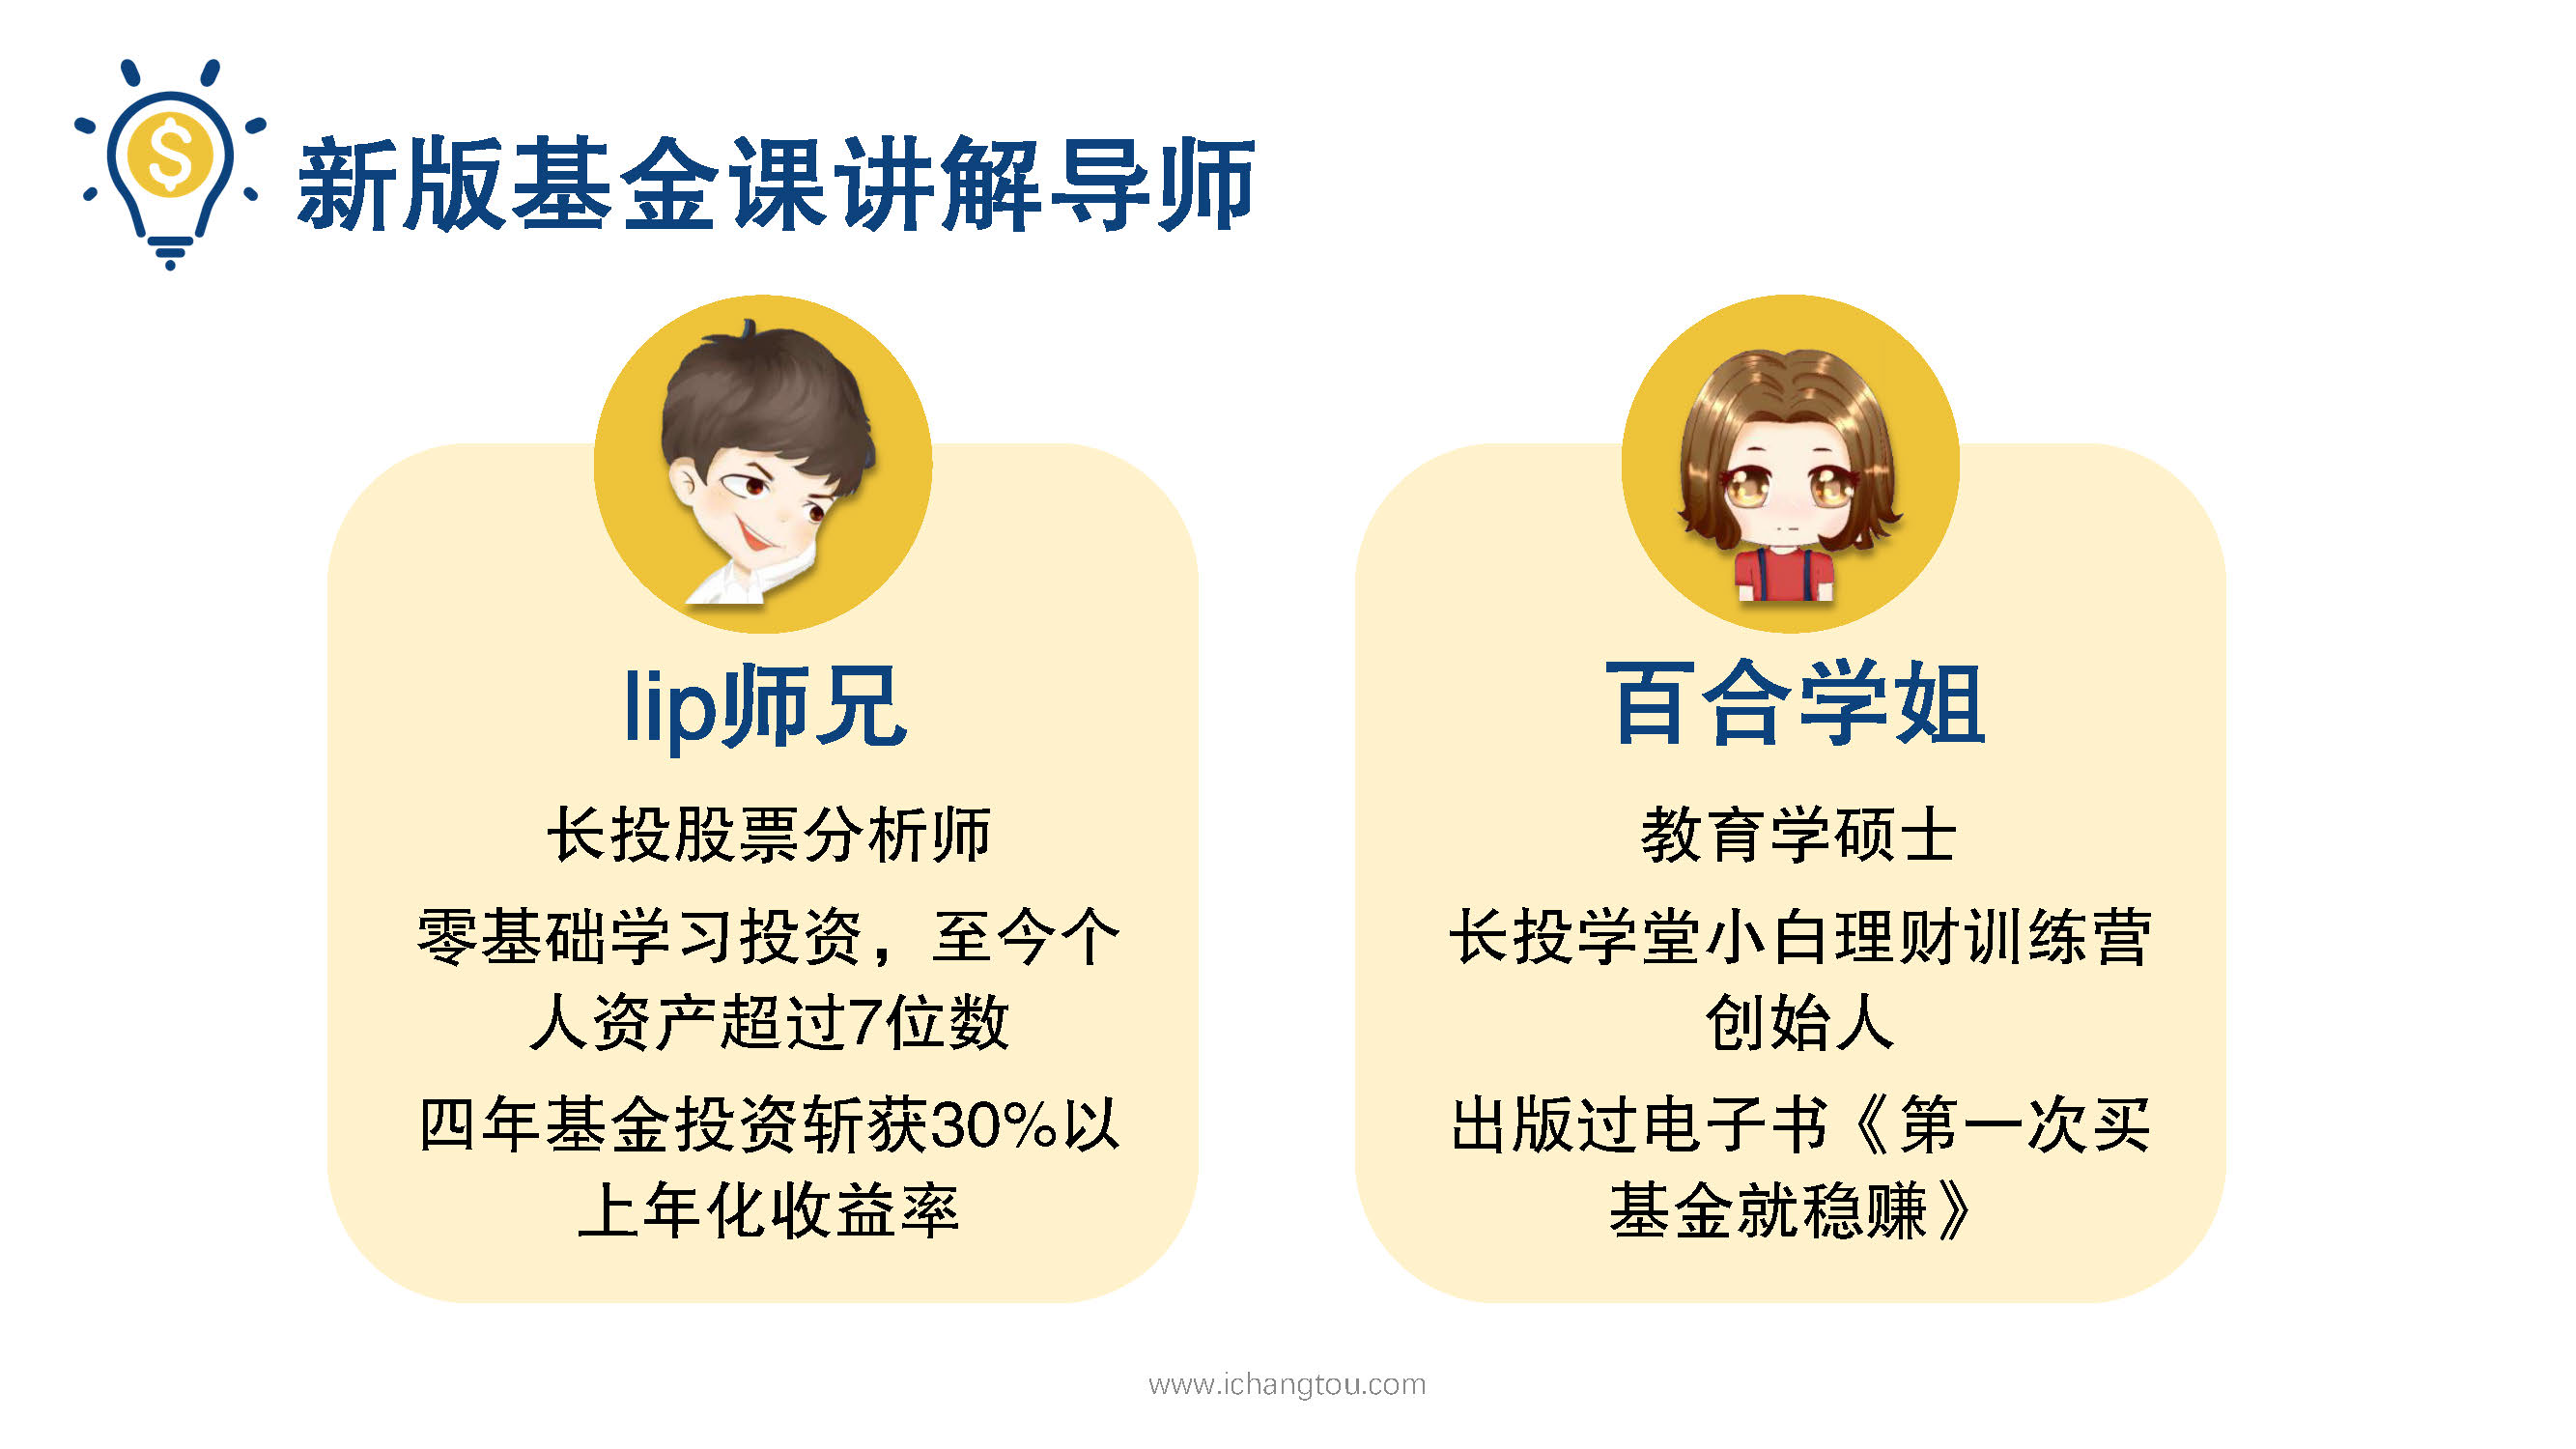 $
新版基金课讲解导师
lip师兄
长投股票分析师
零基础学习投资，至今个
人资产超过7位数
四年基金投资斩获30%以
上年化收益率
百合学姐
教育学硕士
长投学堂小白理财训练营
创始人
出版过电子书《第一次买
基金就稳赚》
www.ichangtou.com